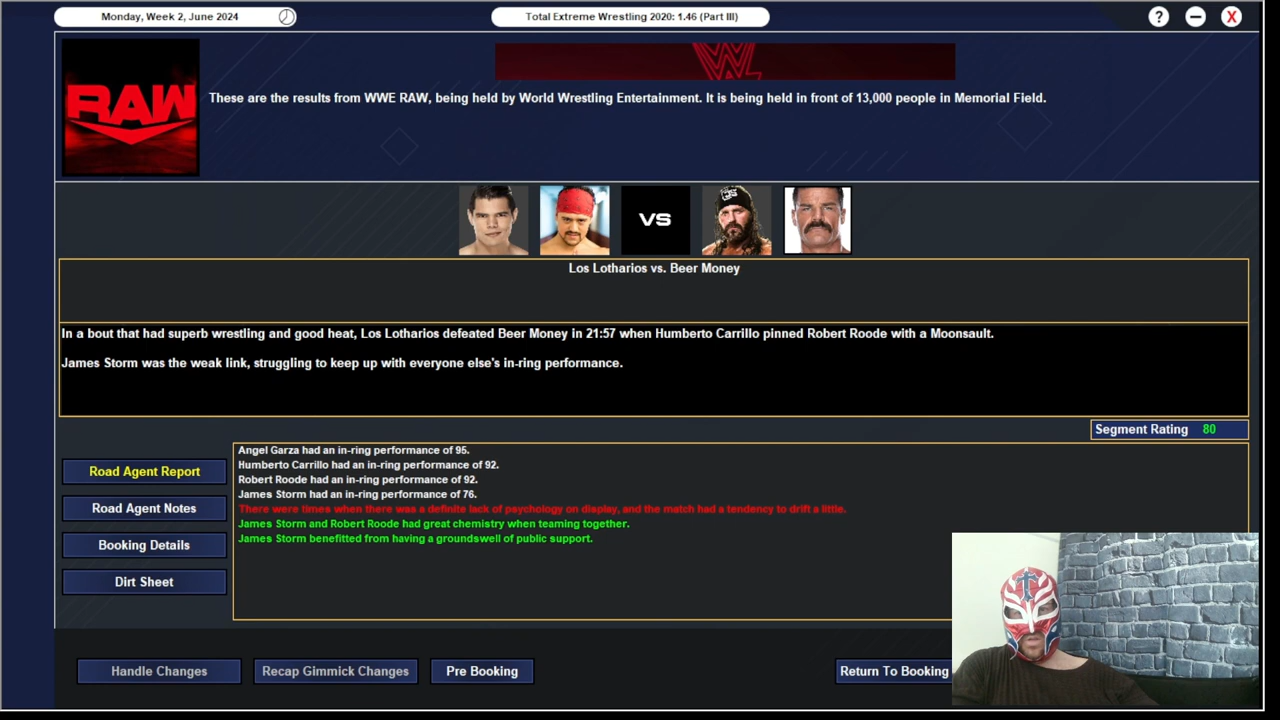 Monday, Week 2, June 2024
Total Extreme Wrestling 2020: 1.46 (Part III)
? X
RAW
These are the results from WWE RAW, being held by World Wrestling Entertainment. It is being held in front of 13,000 people in Memorial Field.
VS
Los Lotharios vs. Beer Money
In a bout that had superb wrestling and good heat, Los Lotharios defeated Beer Money in 21:57 when Humberto Carrillo pinned Robert Roode with a Moonsault.
James Storm was the weak link, struggling to keep up with everyone else's in-ring performance.
Segment Rating 80
Road Agent Report
Road Agent Notes
Booking Details
Dirt Sheet
Angel Garza had an in-ring performance of 95.
Humberto Carrillo had an in-ring performance of 92.
Robert Roode had an in-ring performance of 92.
James Storm had an in-ring performance of 76.
There were times when there was a definite lack of psychology on display, and the match had a tendency to drift a little.
James Storm and Robert Roode had great chemistry when teaming together.
James Storm benefitted from having a groundswell of public support.
Handle Changes
Recap Gimmick Changes
Pre Booking
Return To Booking